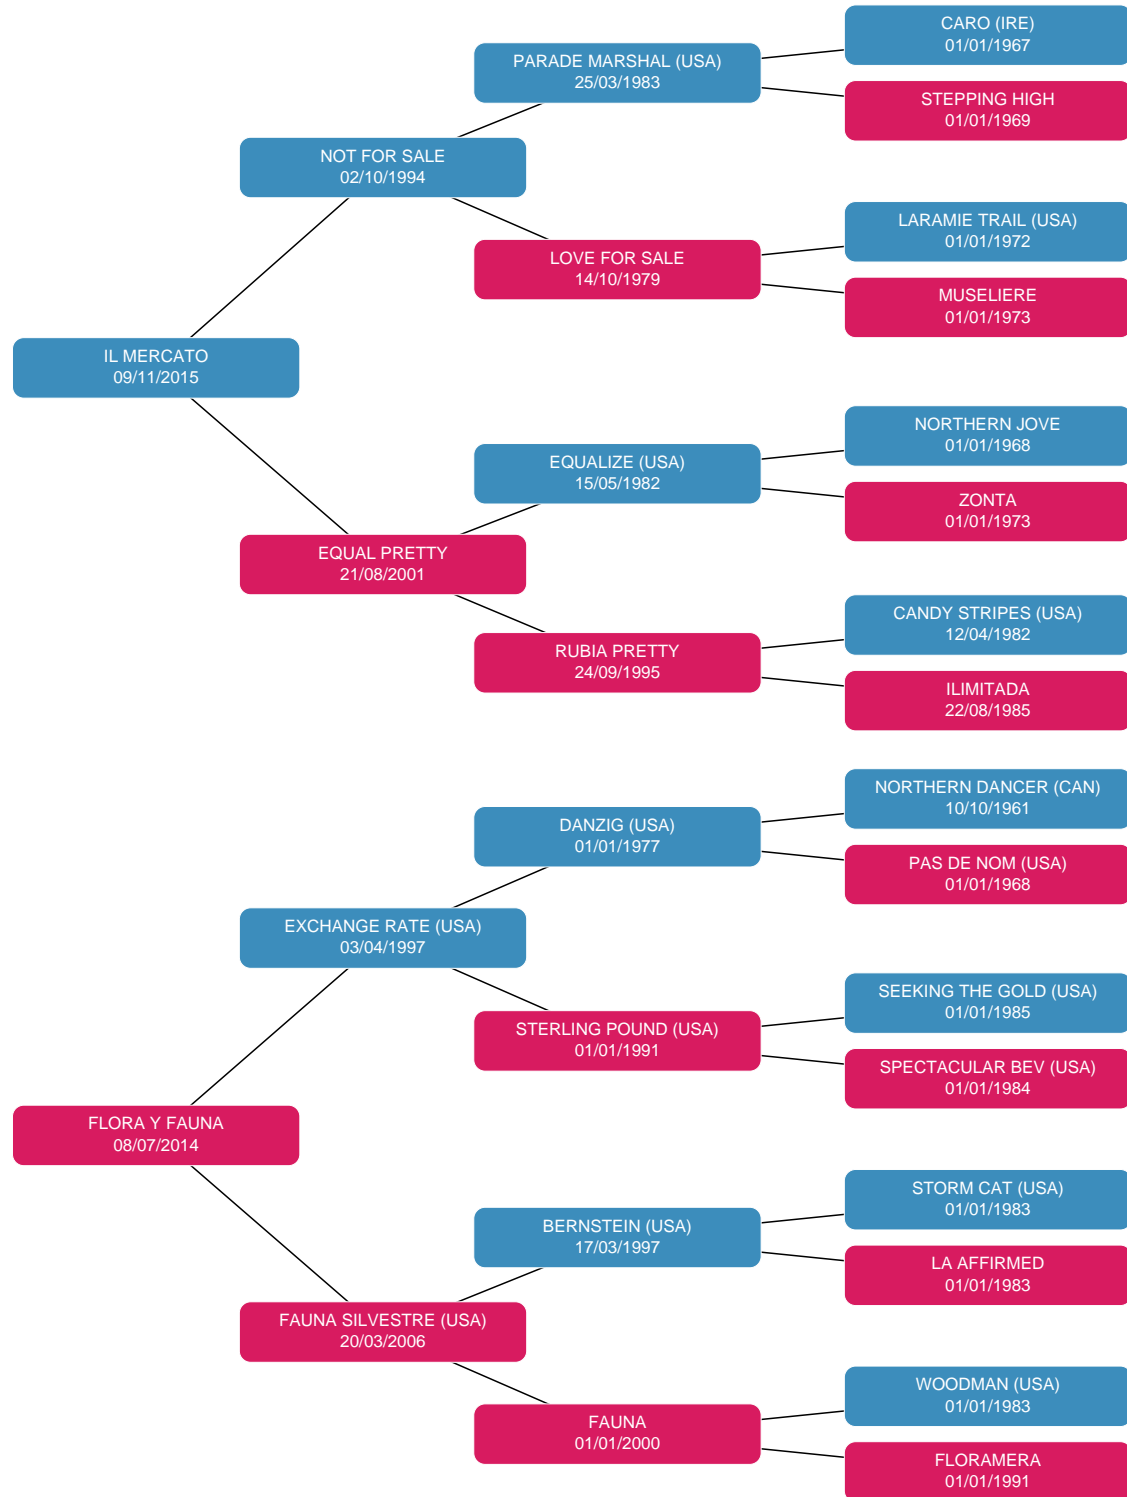 CARO (IRE)
01/01/1967
PARADE MARSHAL (USA)
25/03/1983
STEPPING HIGH
01/01/1969
NOT FOR SALE
02/10/1994
LARAMIE TRAIL (USA)
01/01/1972
LOVE FOR SALE
14/10/1979
MUSELIERE
01/01/1973
IL MERCATO
09/11/2015
NORTHERN JOVE
01/01/1968
EQUALIZE (USA)
15/05/1982
ZONTA
01/01/1973
EQUAL PRETTY
21/08/2001
CANDY STRIPES (USA)
12/04/1982
RUBIA PRETTY
24/09/1995
ILIMITADA
22/08/1985
NORTHERN DANCER (CAN)
10/10/1961
DANZIG (USA)
01/01/1977
PAS DE NOM (USA)
01/01/1968
EXCHANGE RATE (USA)
03/04/1997
SEEKING THE GOLD (USA)
01/01/1985
STERLING POUND (USA)
01/01/1991
SPECTACULAR BEV (USA)
01/01/1984
FLORA Y FAUNA
08/07/2014
STORM CAT (USA)
01/01/1983
BERNSTEIN (USA)
17/03/1997
LA AFFIRMED
01/01/1983
FAUNA SILVESTRE (USA)
20/03/2006
WOODMAN (USA)
01/01/1983
FAUNA
01/01/2000
FLORAMERA
01/01/1991